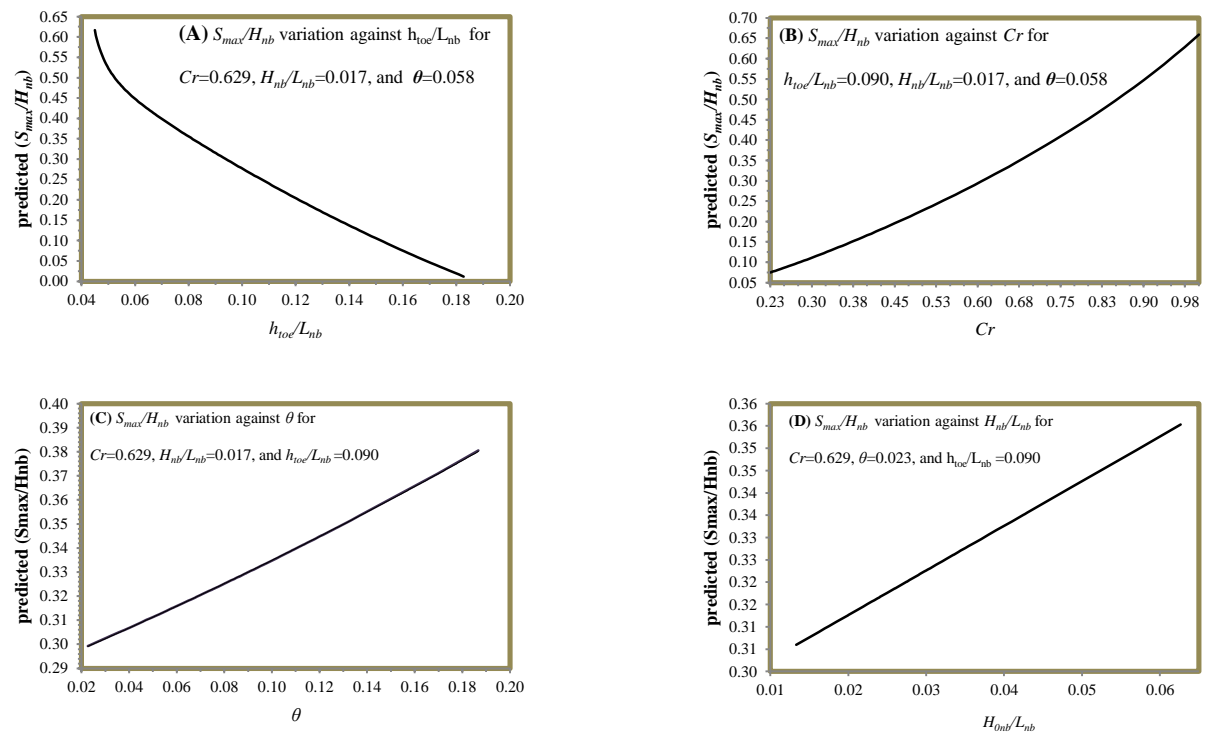 (A) Smax/Hnb variation against htoe/Lnb for
Cr=0.629, Hnb/Lnb=0.017, and θ=0.058
predicted (Smax/Hnb)
0.65
0.60
0.55
0.50
0.45
0.40
0.35
0.30
0.25
0.20
0.15
0.10
0.05
0.00
0.04 0.06 0.08 0.10 0.12 0.14 0.16 0.18 0.20
htoe/Lnb
(B) Smax/Hnb variation against Cr for
htoe/Lnb=0.090, Hnb/Lnb=0.017, and θ=0.058
predicted (Smax/Hnb)
0.70
0.65
0.60
0.55
0.50
0.45
0.40
0.35
0.30
0.25
0.20
0.15
0.10
0.05
0.23 0.30 0.38 0.45 0.53 0.60 0.68 0.75 0.83 0.90 0.98
Cr
(C) Smax/Hnb variation against θ for
Cr=0.629, Hnb/Lnb=0.017, and htoe/Lnb=0.090
predicted (Smax/Hnb)
0.40
0.39
0.38
0.37
0.36
0.35
0.34
0.33
0.32
0.31
0.30
0.29
0.02 0.04 0.06 0.08 0.10 0.12 0.14 0.16 0.18 0.20
θ
(D) Smax/Hnb variation against Hnb/Lnb for
Cr=0.629, θ=0.023, and htoe/Lnb =0.090
predicted (Smax/Hnb)
0.36
0.36
0.35
0.34
0.33
0.32
0.31
0.30
0.01 0.02 0.03 0.04 0.05 0.06
H0nb/Lnb